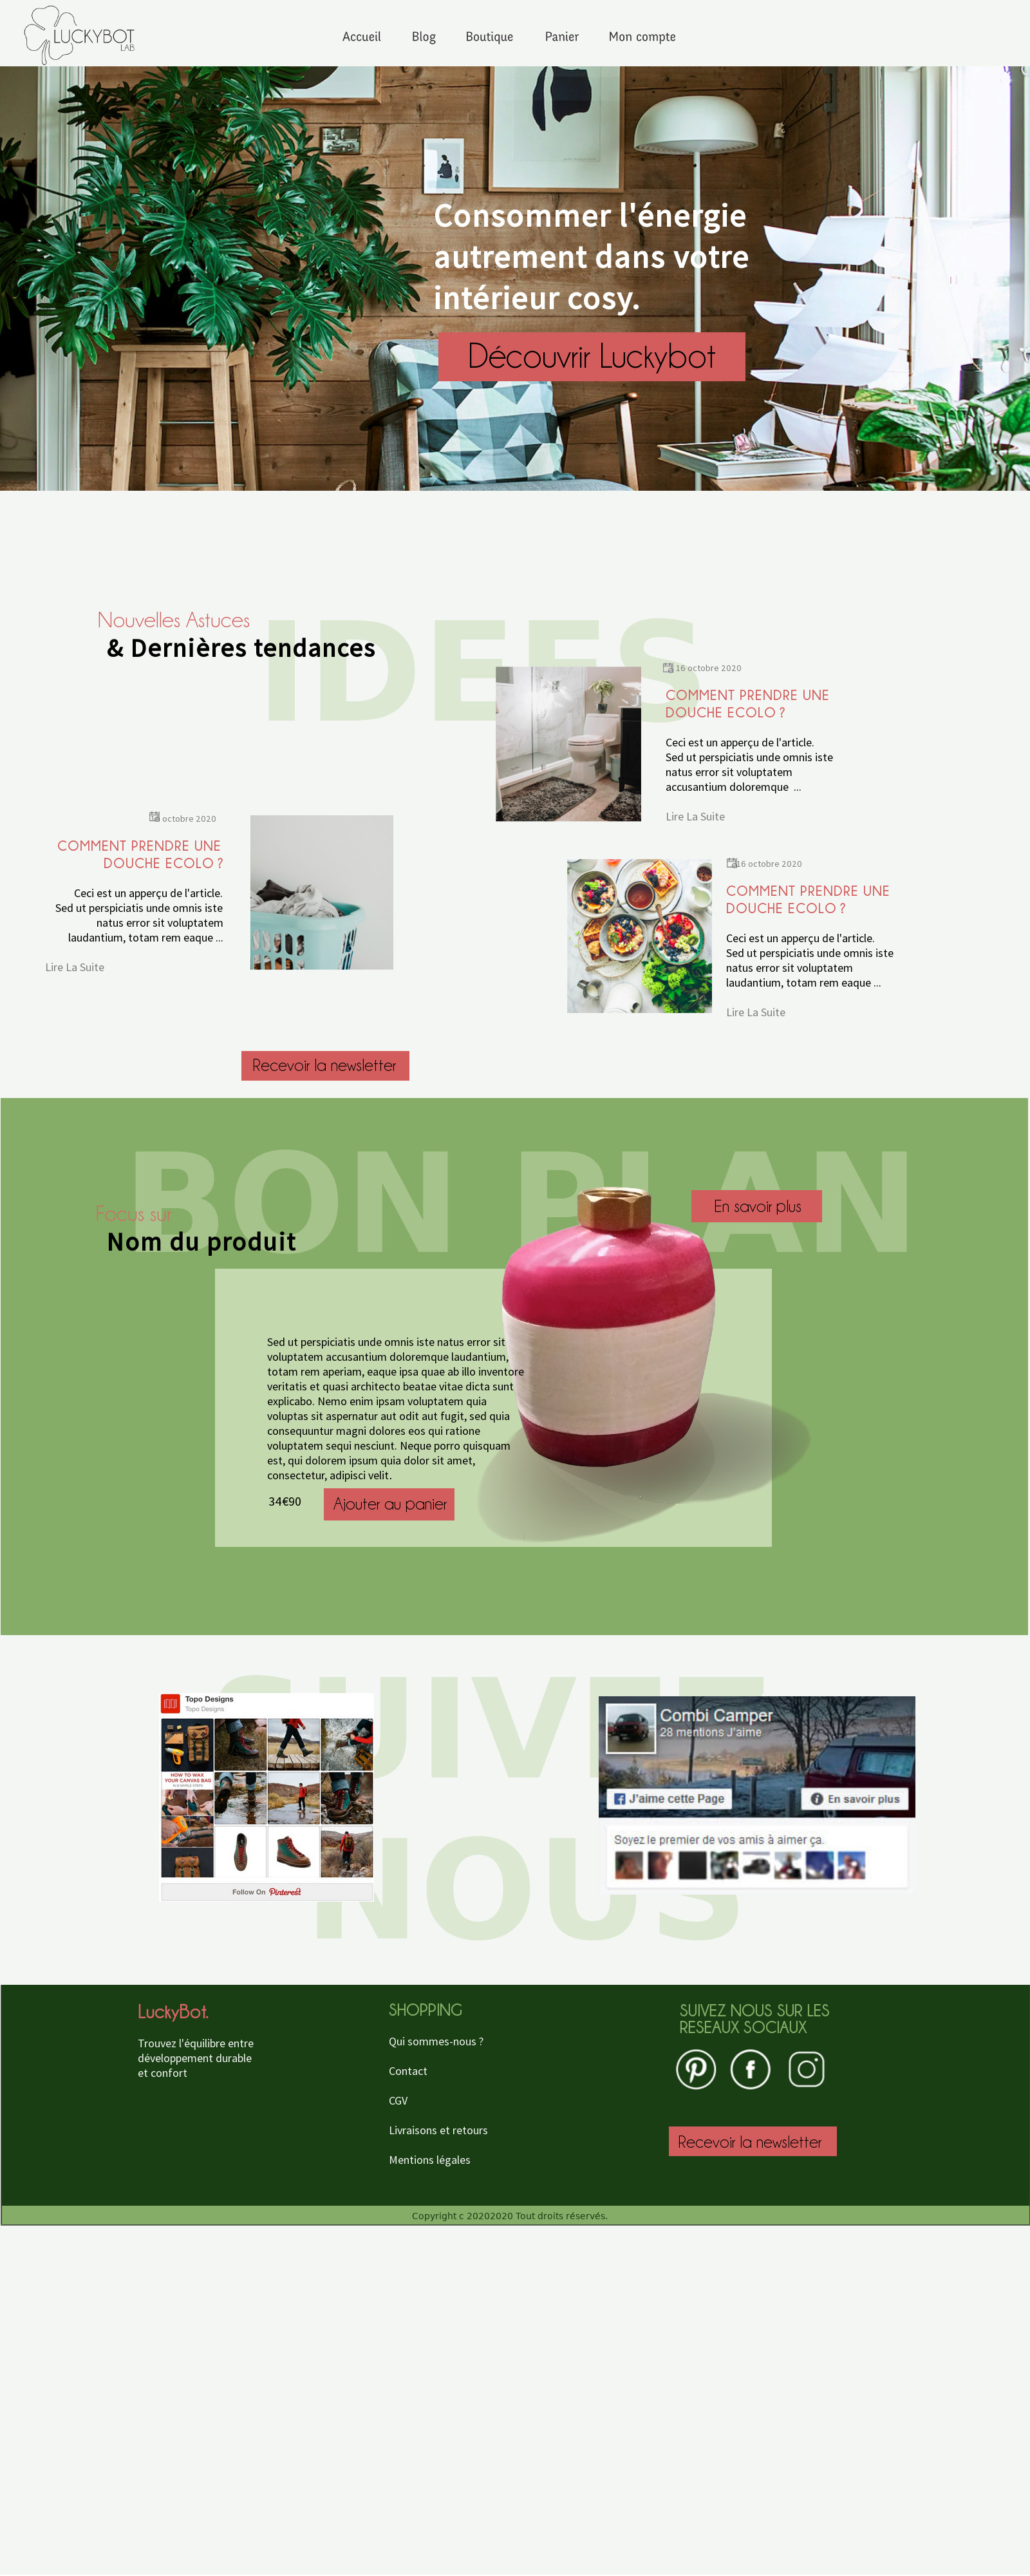 LUCKYBOT
LAB
Accueil Blog Boutique Panier Mon compte
Consommer l'énergie
autrement dans votre
intérieur cosy.
Découvrir Luckybot
Nouvelles Astuces
& Dernières tendances
IDEES
16 octobre 2020
COMMENT PRENDRE UNE
DOUCHE ECOLO ?
Ceci est un apperçu de l'article.
Sed ut perspiciatis unde omnis iste
natus error sit voluptatem
accusantium doloremque ...
Lire La Suite
octobre 2020
COMMENT PRENDRE UNE
DOUCHE ECOLO ?
Ceci est un apperçu de l'article.
Sed ut perspiciatis unde omnis iste
natus error sit voluptatem
laudantium, totam rem eaque ...
Lire La Suite
16 octobre 2020
COMMENT PRENDRE UNE
DOUCHE ECOLO ?
Ceci est un apperçu de l'article.
Sed ut perspiciatis unde omnis iste
natus error sit voluptatem
laudantium, totam rem eaque ...
Lire La Suite
Recevoir la newsletter
BON PLAN
En savoir plus
Focus sur
Nom du produit
Sed ut perspiciatis unde omnis iste natus error sit
voluptatem accusantium doloremque laudantium,
totam rem aperiam, eaque ipsa quae ab illo inventore
veritatis et quasi architecto beatae vitae dicta sunt
explicabo. Nemo enim ipsam voluptatem quia
voluptas sit aspernatur aut odit aut fugit, sed quia
consequuntur magni dolores eos qui ratione
voluptatem sequi nesciunt. Neque porro quisquam
est, qui dolorem ipsum quia dolor sit amet,
consectetur, adipisci velit.
34€90
Ajouter au panier
SUIVEZ
NOUS
Topo Designs
Topo Designs
HOW TO WAX
YOUR CANVAS BAG
Follow On Pinterest
Combi Camper
28 mentions J'aime
J'aime cette Page
En savoir plus
Soyez le premier de vos amis à aimer ça.
LuckyBot.
Trouvez l'équilibre entre
développement durable
et confort
SHOPPING
Qui sommes-nous ?
Contact
CGV
Livraisons et retours
Mentions légales
SUIVEZ NOUS SUR LES
RESEAUX SOCIAUX
Recevoir la newsletter
Copyright c 20202020 Tout droits réservés.